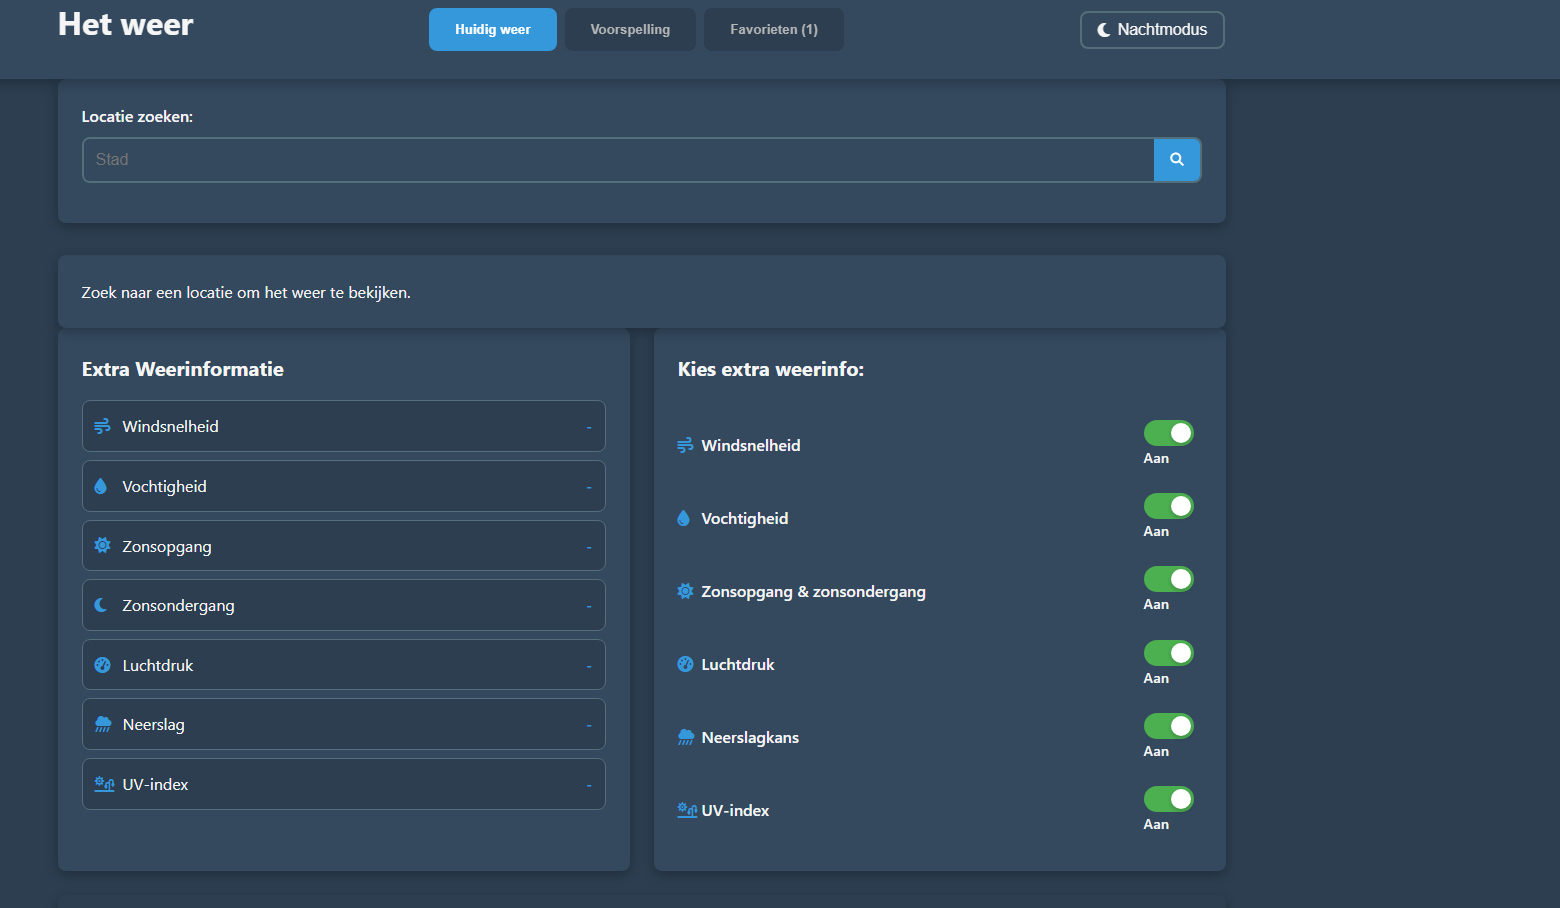 Het weer
Huidig weer
Voorspelling
Favorieten (1)
Nachtmodus
Locatie zoeken:
Stad
Zoek naar een locatie om het weer te bekijken.
Extra Weerinformatie
Windsnelheid -
Vochtigheid -
Zonsopgang -
Zonsondergang -
Luchtdruk -
Neerslag -
UV-index -
Kies extra weerinfo:
Windsnelheid
Aan
Vochtigheid
Aan
Zonsopgang & zonsondergang
Aan
Luchtdruk
Aan
Neerslagkans
Aan
UV-index
Aan